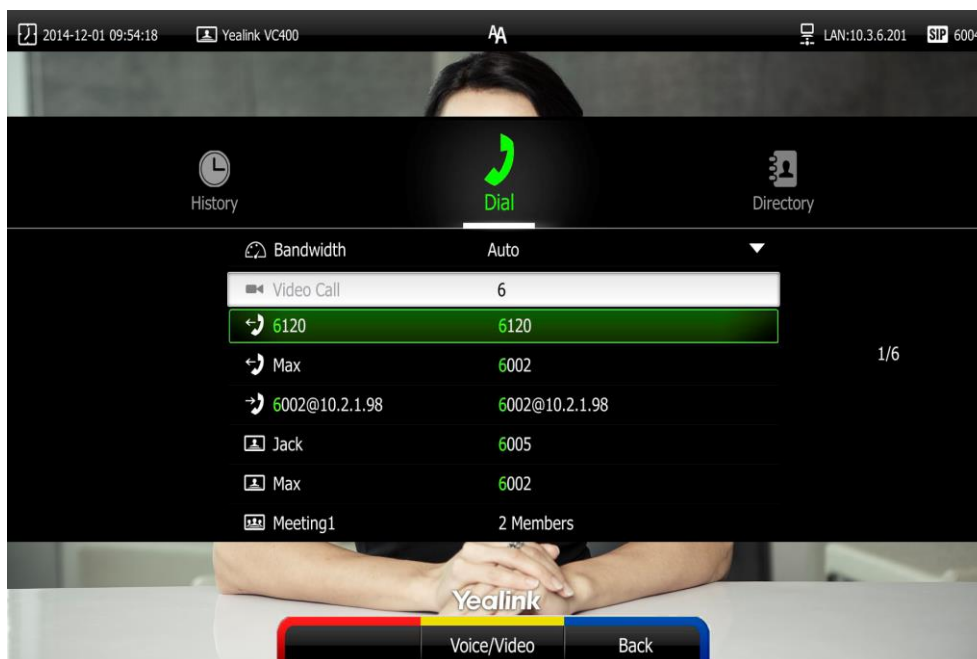 2014-12-01 09:54:18 Yealink VC400 AA LAN:10.3.6.201 SIP 6004
History Dial Directory
Bandwidth Auto
Video Call 6
6120 6120
Max 6002
1/6
6002@10.2.1.98 6002@10.2.1.98
Jack 6005
Max 6002
Meeting1 2 Members
Yealink
Voice/Video Back